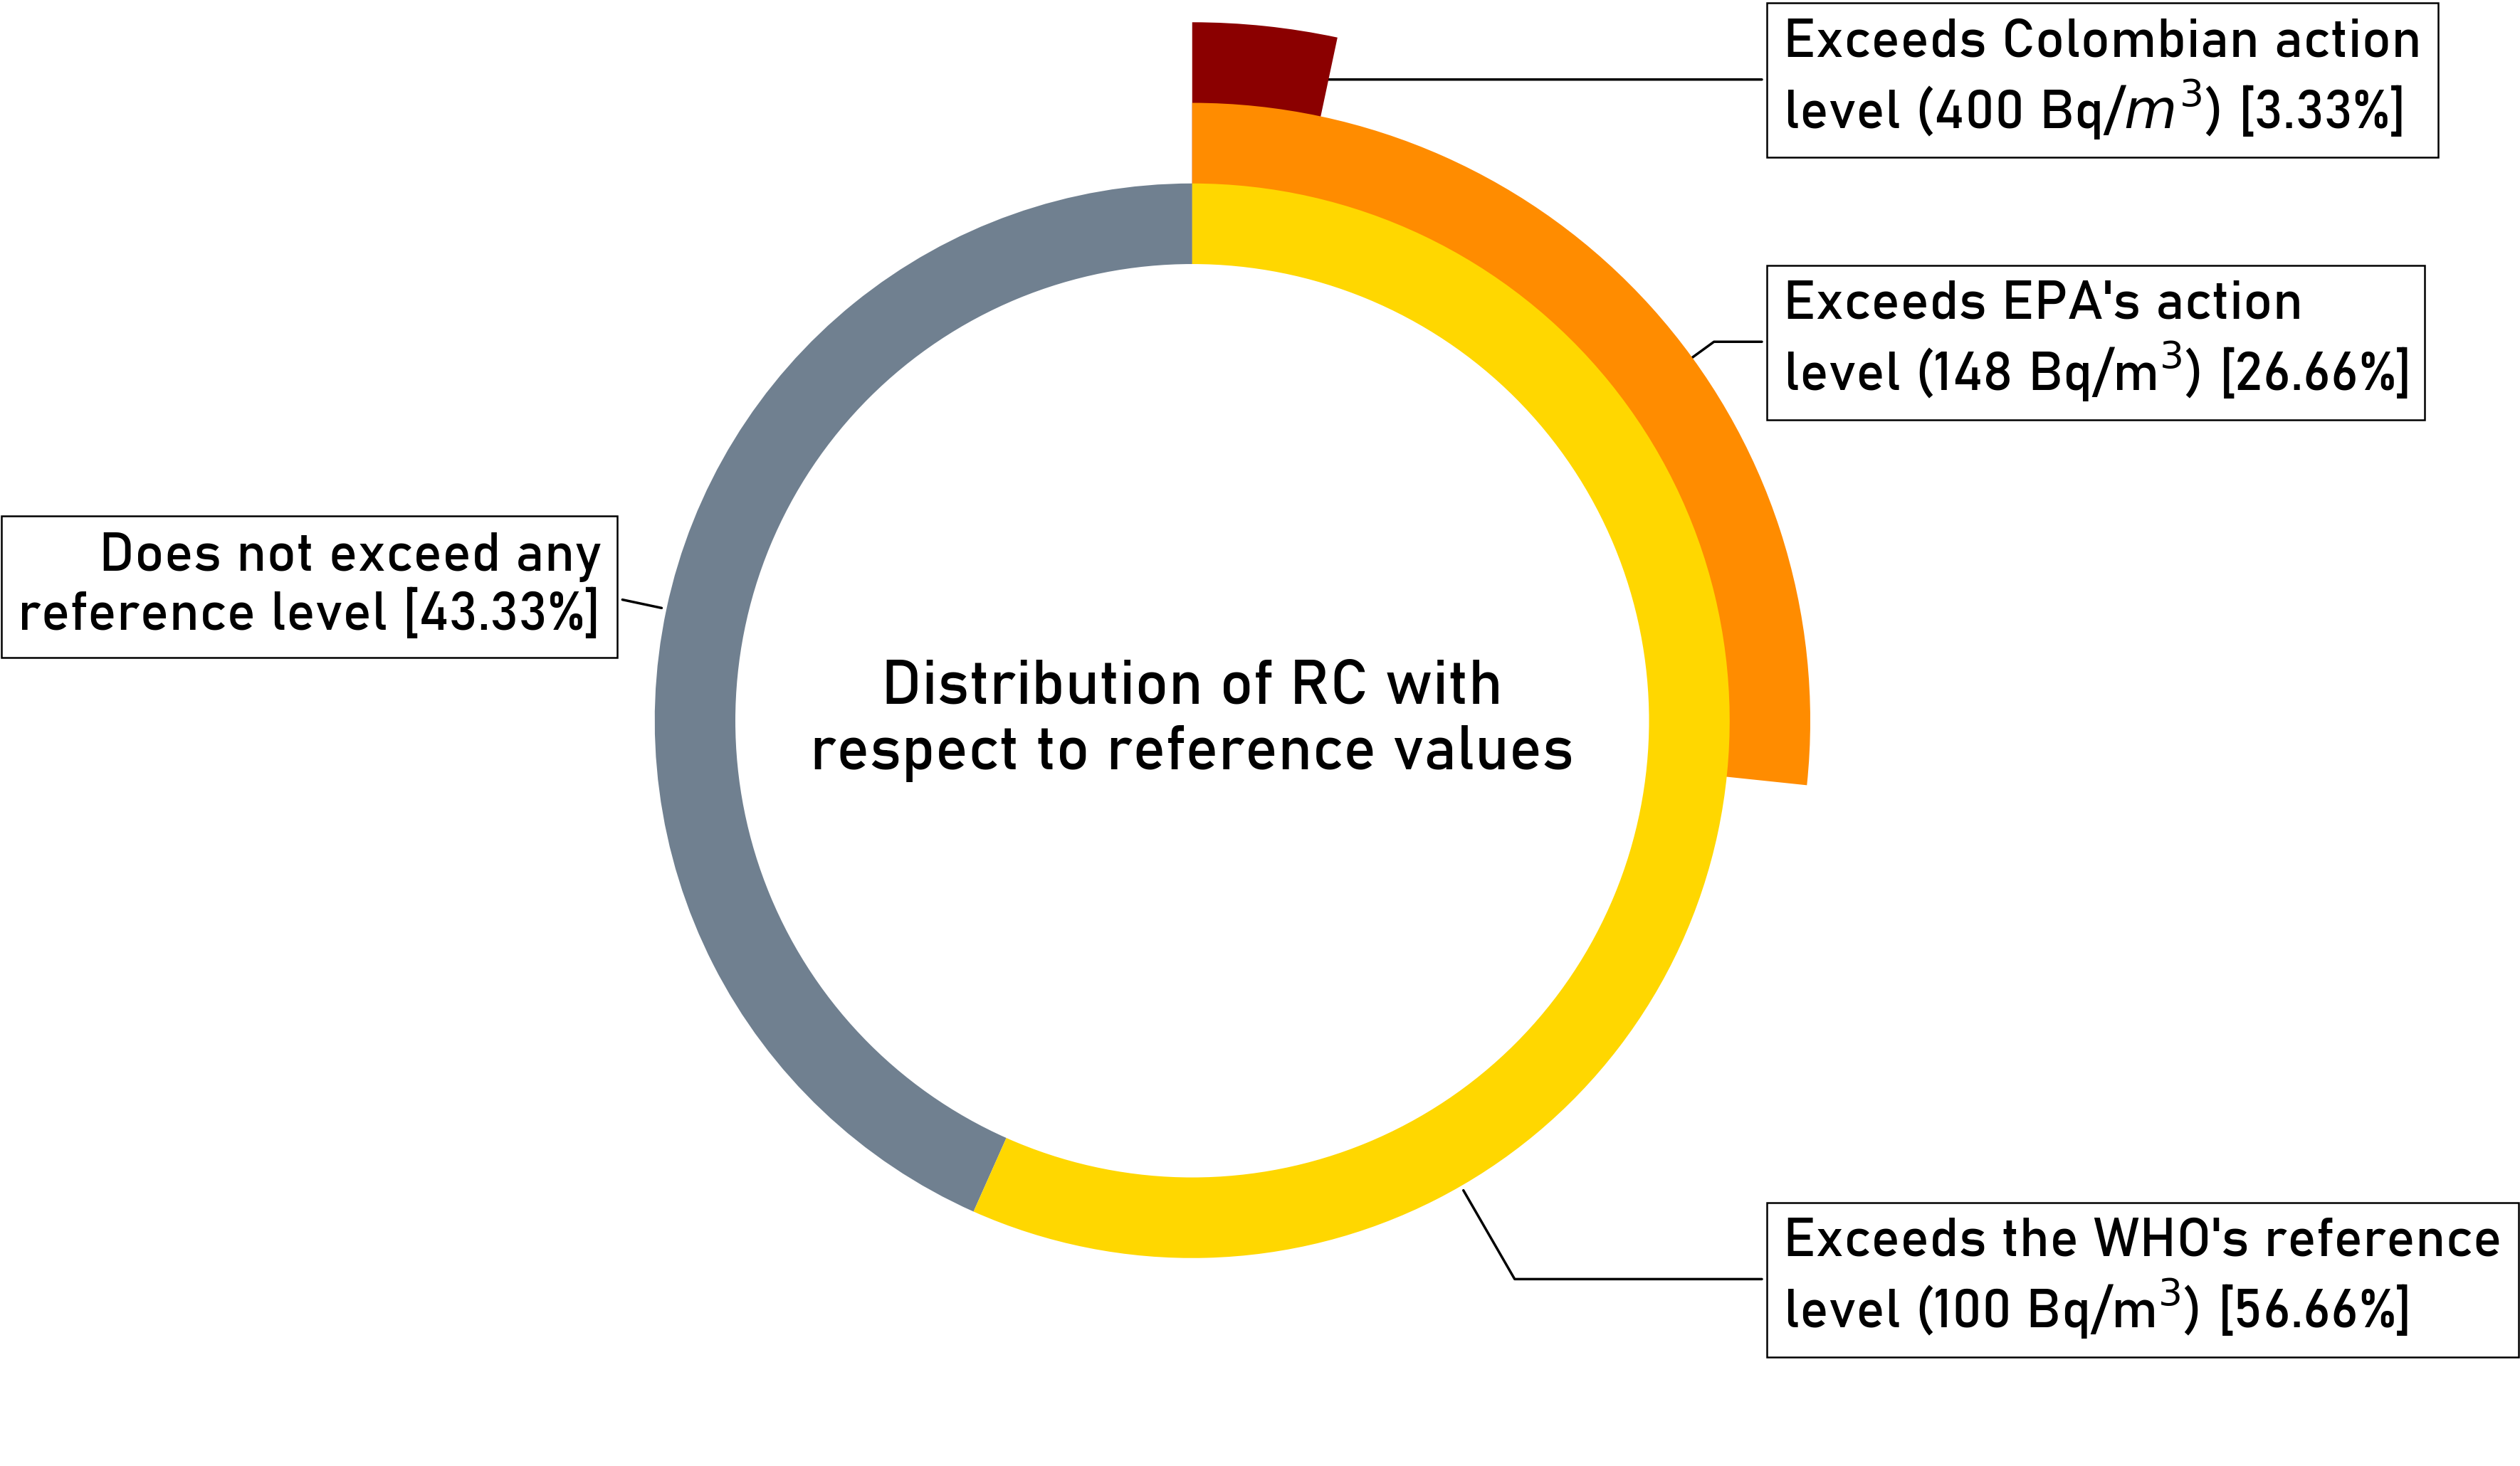 Exceeds Colombian action
level (400 Bq/m³) [3.33%]
Exceeds EPA's action
level (148 Bq/m³) [26.66%]
Does not exceed any
reference level [43.33%]
Distribution of RC with
respect to reference values
Exceeds the WHO's reference
level (100 Bq/m³) [56.66%]